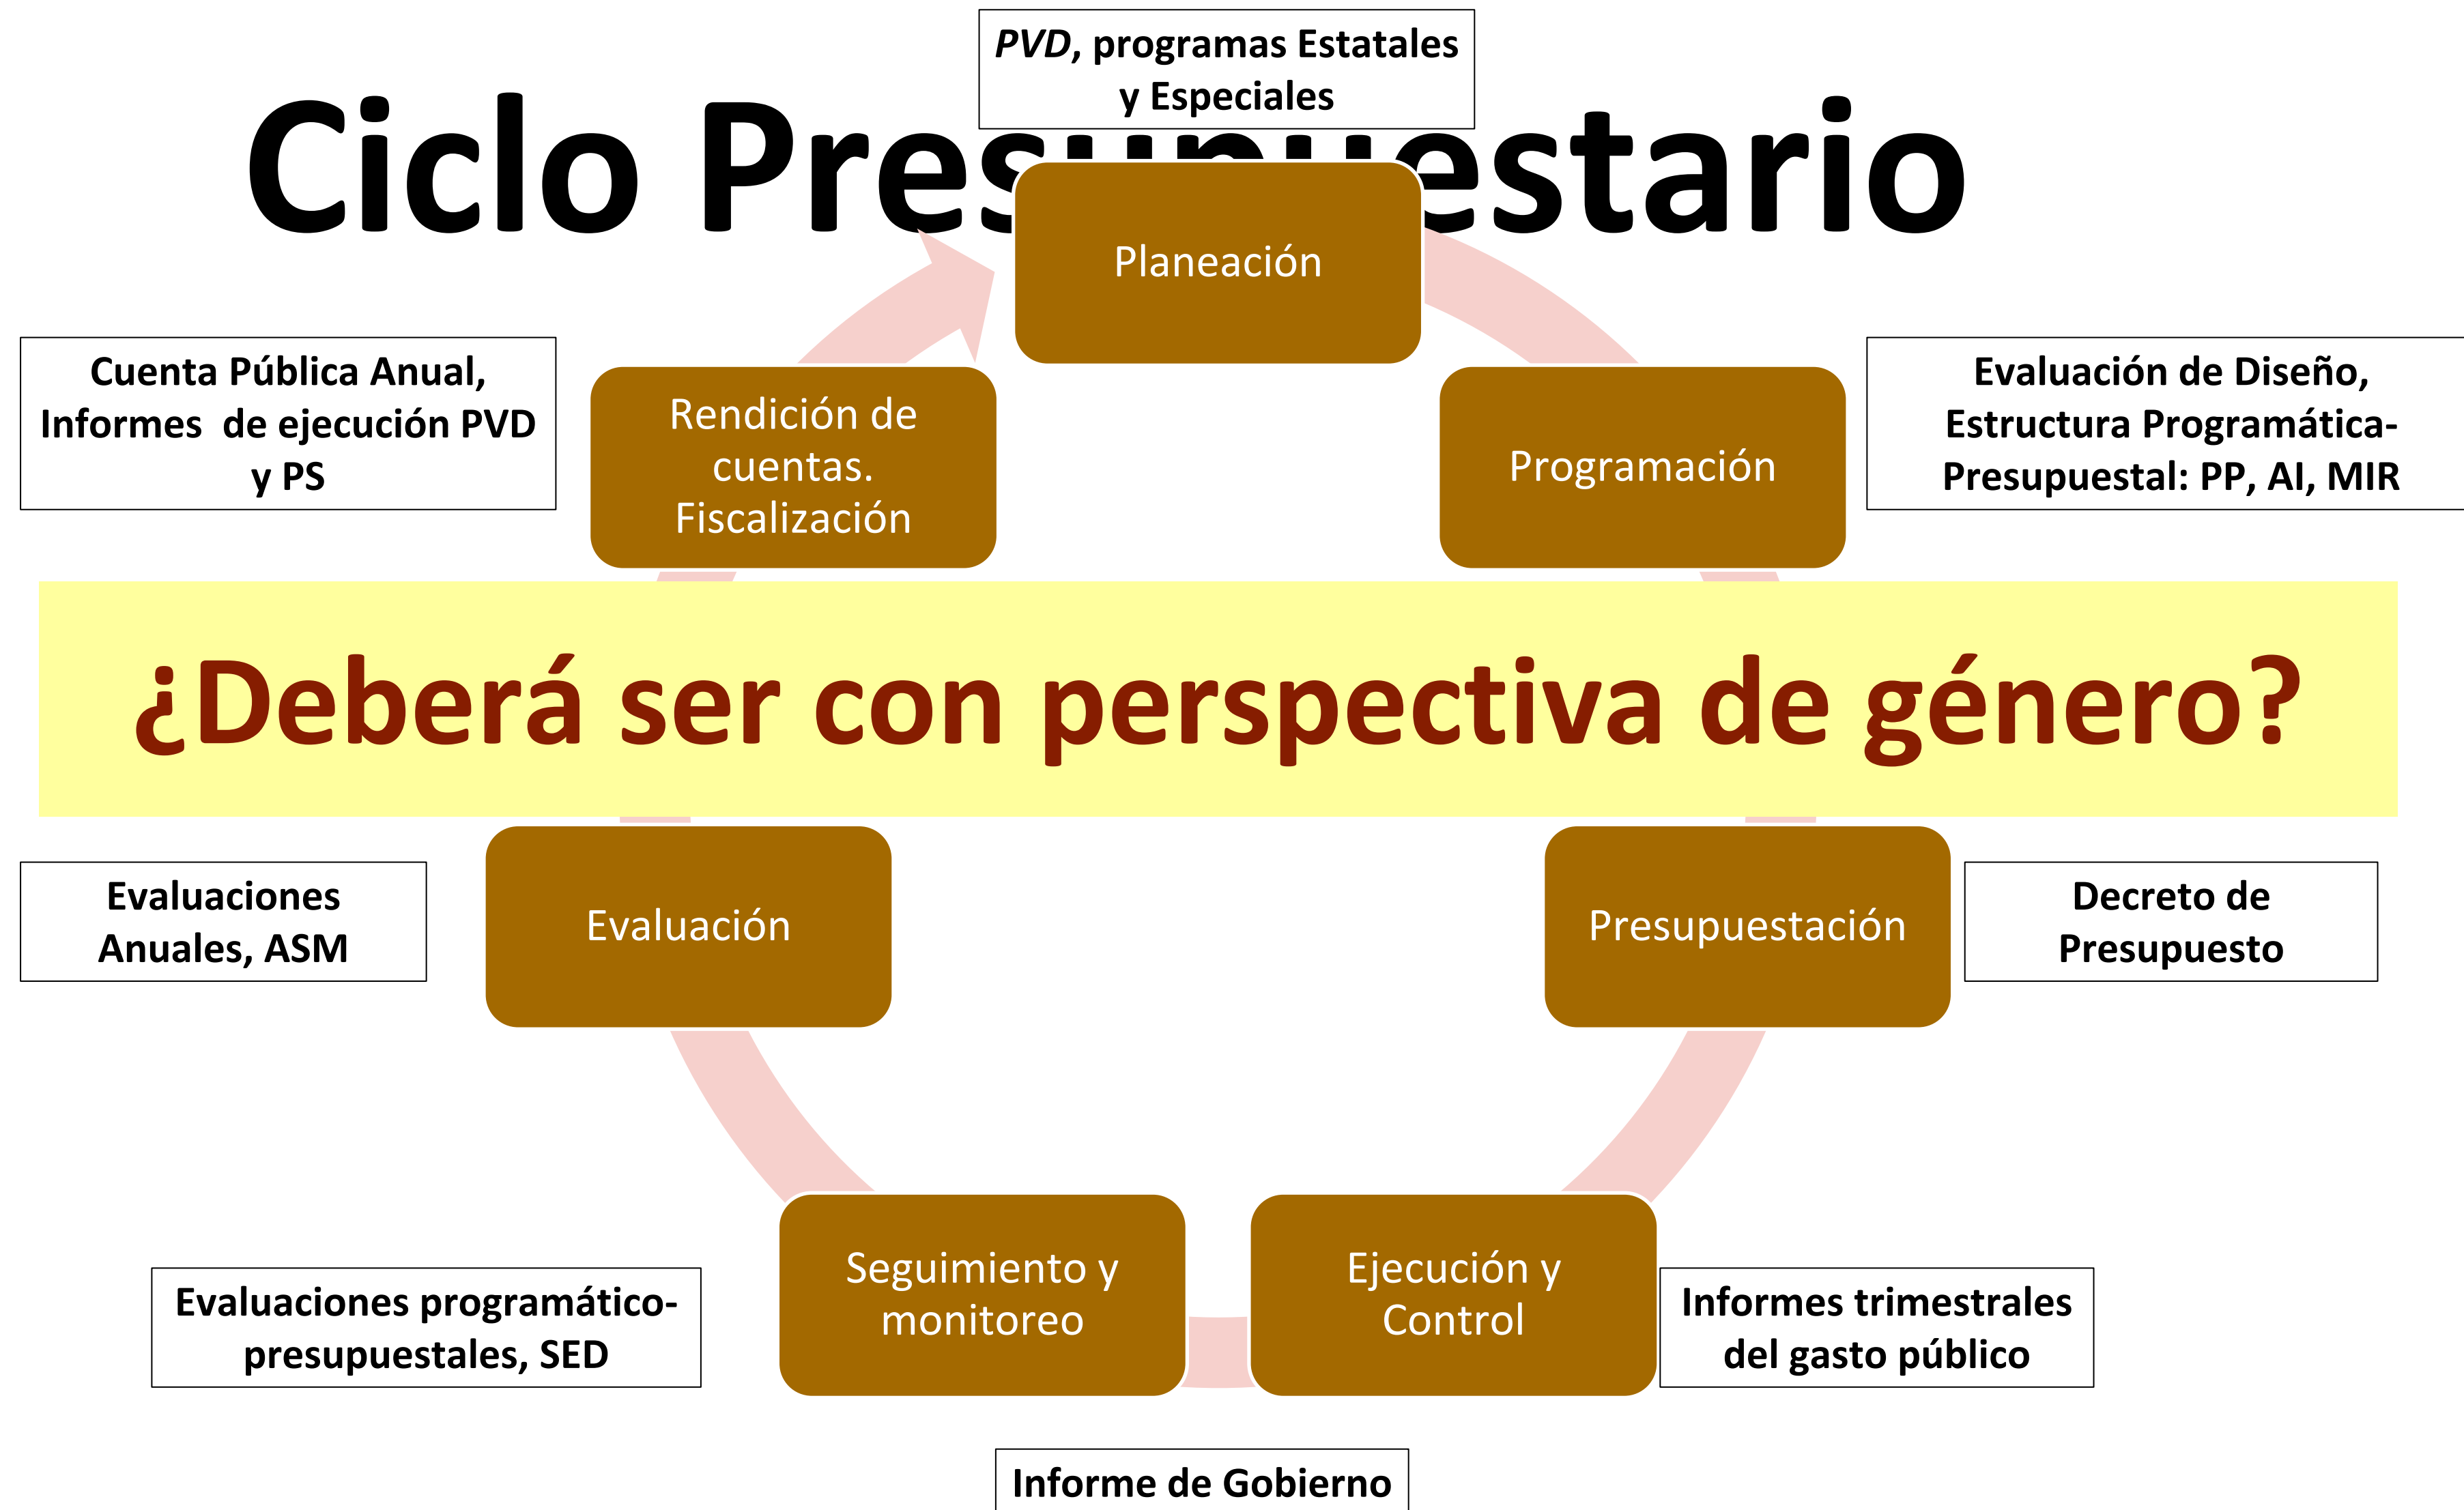 PVD, programas Estatales
y Especiales
Ciclo Presupuestario
Planeación
Cuenta Pública Anual,
Informes  de ejecución PVD
y PS
Rendición de
cuentas.
Fiscalización
Programación
Evaluación de Diseño,
Estructura Programática-
Presupuestal: PP, AI, MIR
¿Deberá ser con perspectiva de género?
Evaluaciones
Anuales, ASM
Evaluación
Presupuestación
Decreto de
Presupuesto
Evaluaciones programático-
presupuestales, SED
Seguimiento y
monitoreo
Ejecución y
Control
Informes trimestrales
del gasto público
Informe de Gobierno